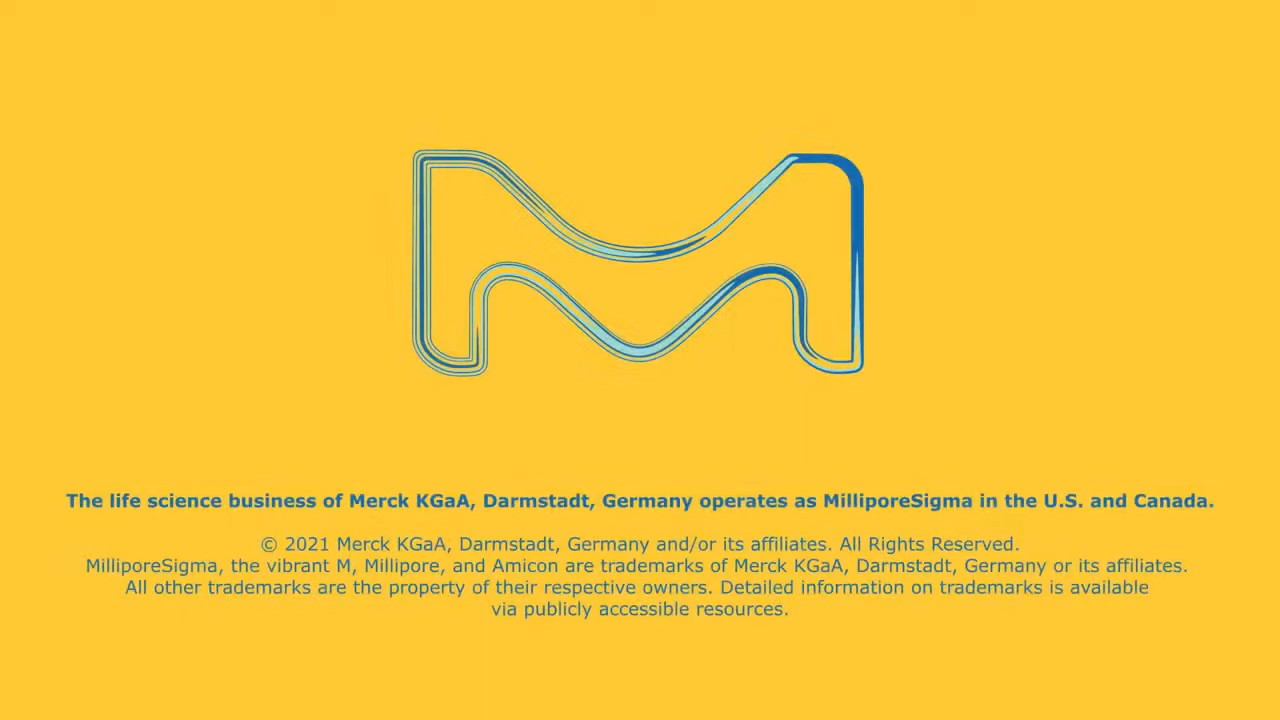 The life science business of Merck KGaA, Darmstadt, Germany operates as MilliporeSigma in the U.S. and Canada.
© 2021 Merck KGaA, Darmstadt, Germany and/or its affiliates. All Rights Reserved.
MilliporeSigma, the vibrant M, Millipore, and Amicon are trademarks of Merck KGaA, Darmstadt, Germany or its affiliates.
All other trademarks are the property of their respective owners. Detailed information on trademarks is available
via publicly accessible resources.